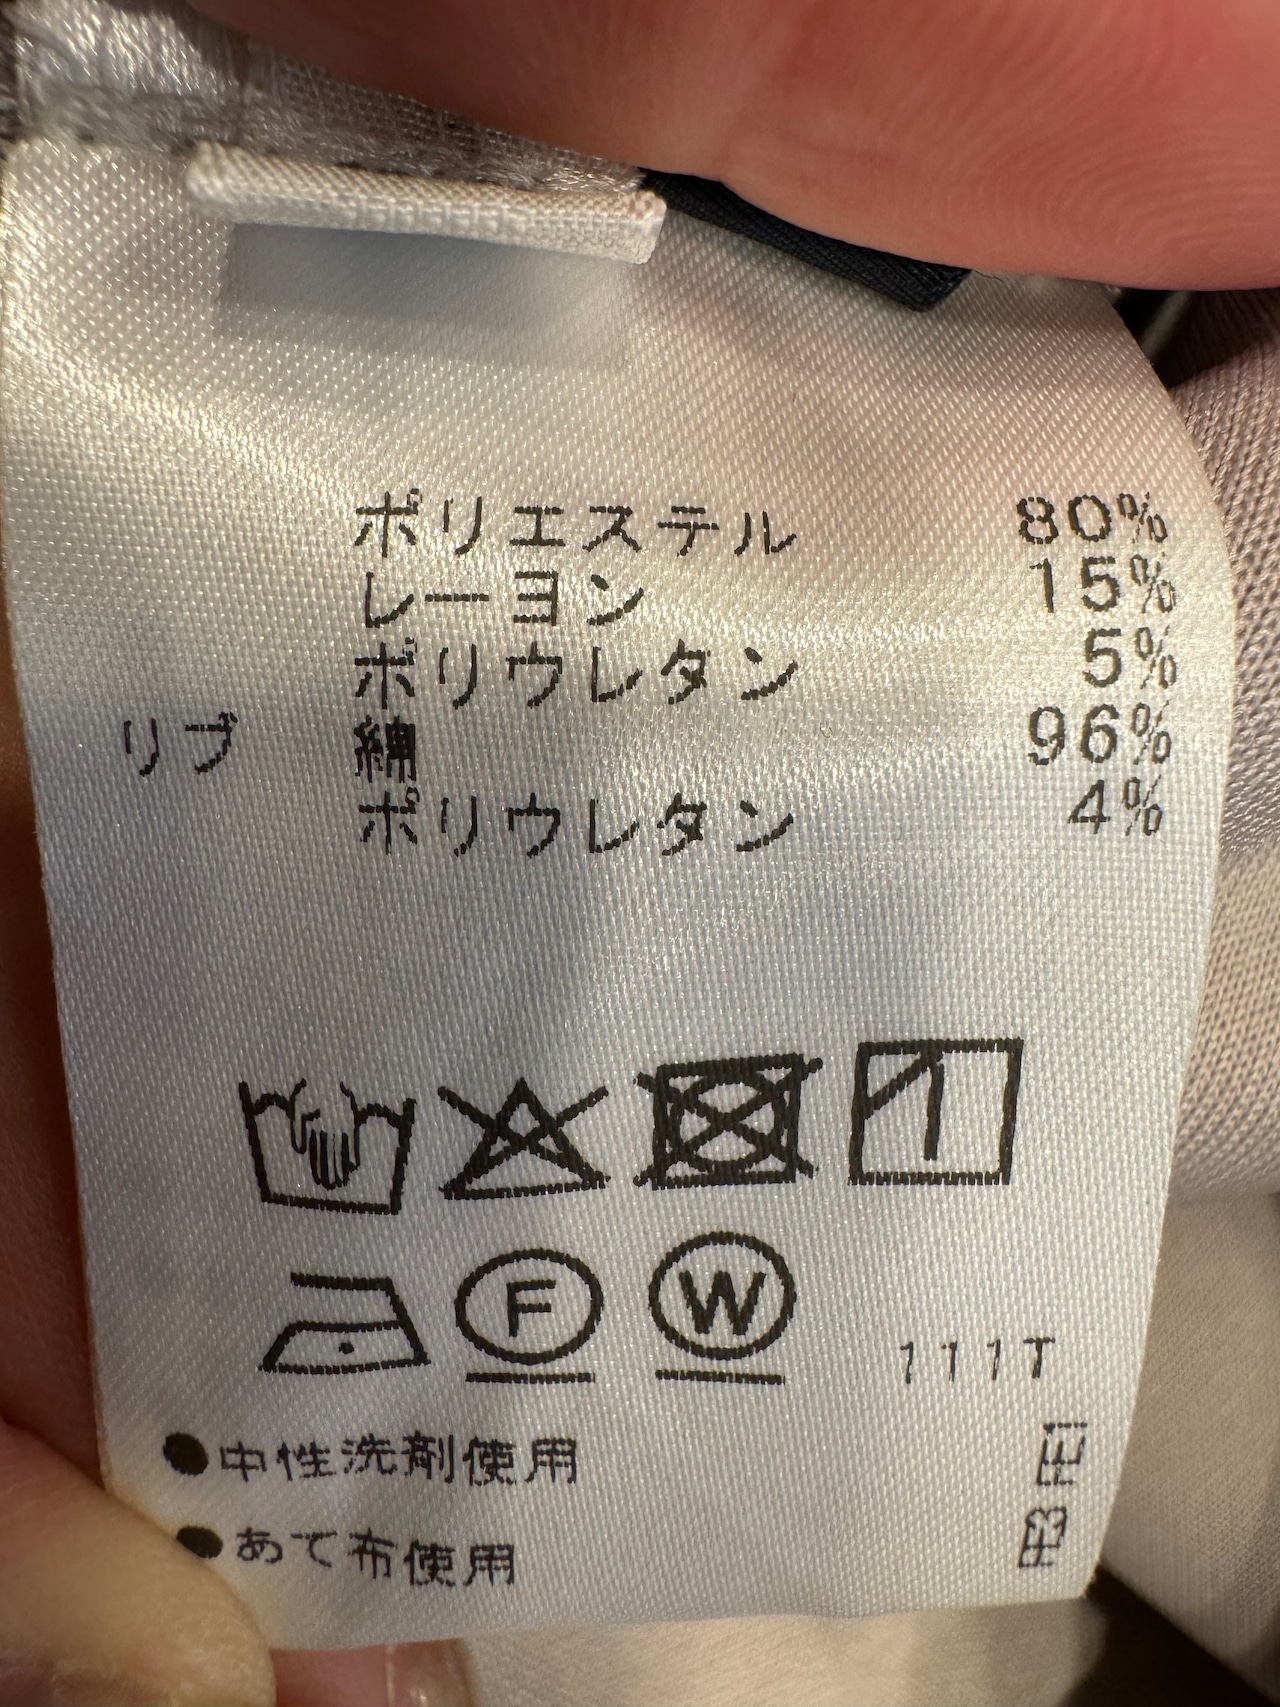 ポリエステル 80%
レーヨン 15%
ポリウレタン 5%
リブ 綿 96%
ポリウレタン 4%
F W 111T
●中性洗剤使用
●あて布使用